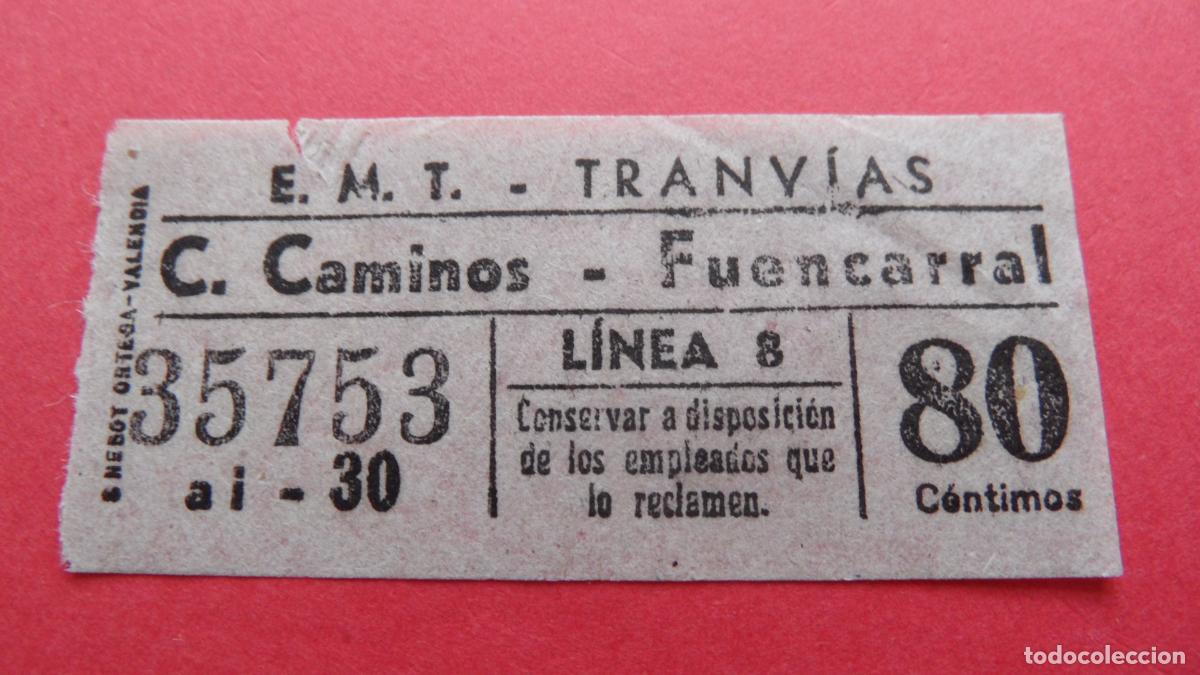 E. M. T. - TRANVÍAS
C. Caminos - Fuencarral
35753
ai - 30
LÍNEA 8
Conservar a disposición
de los empleados que
lo reclamen.
80
Céntimos
NEBOT ORTEGA-VALENCIA
todocoleccion